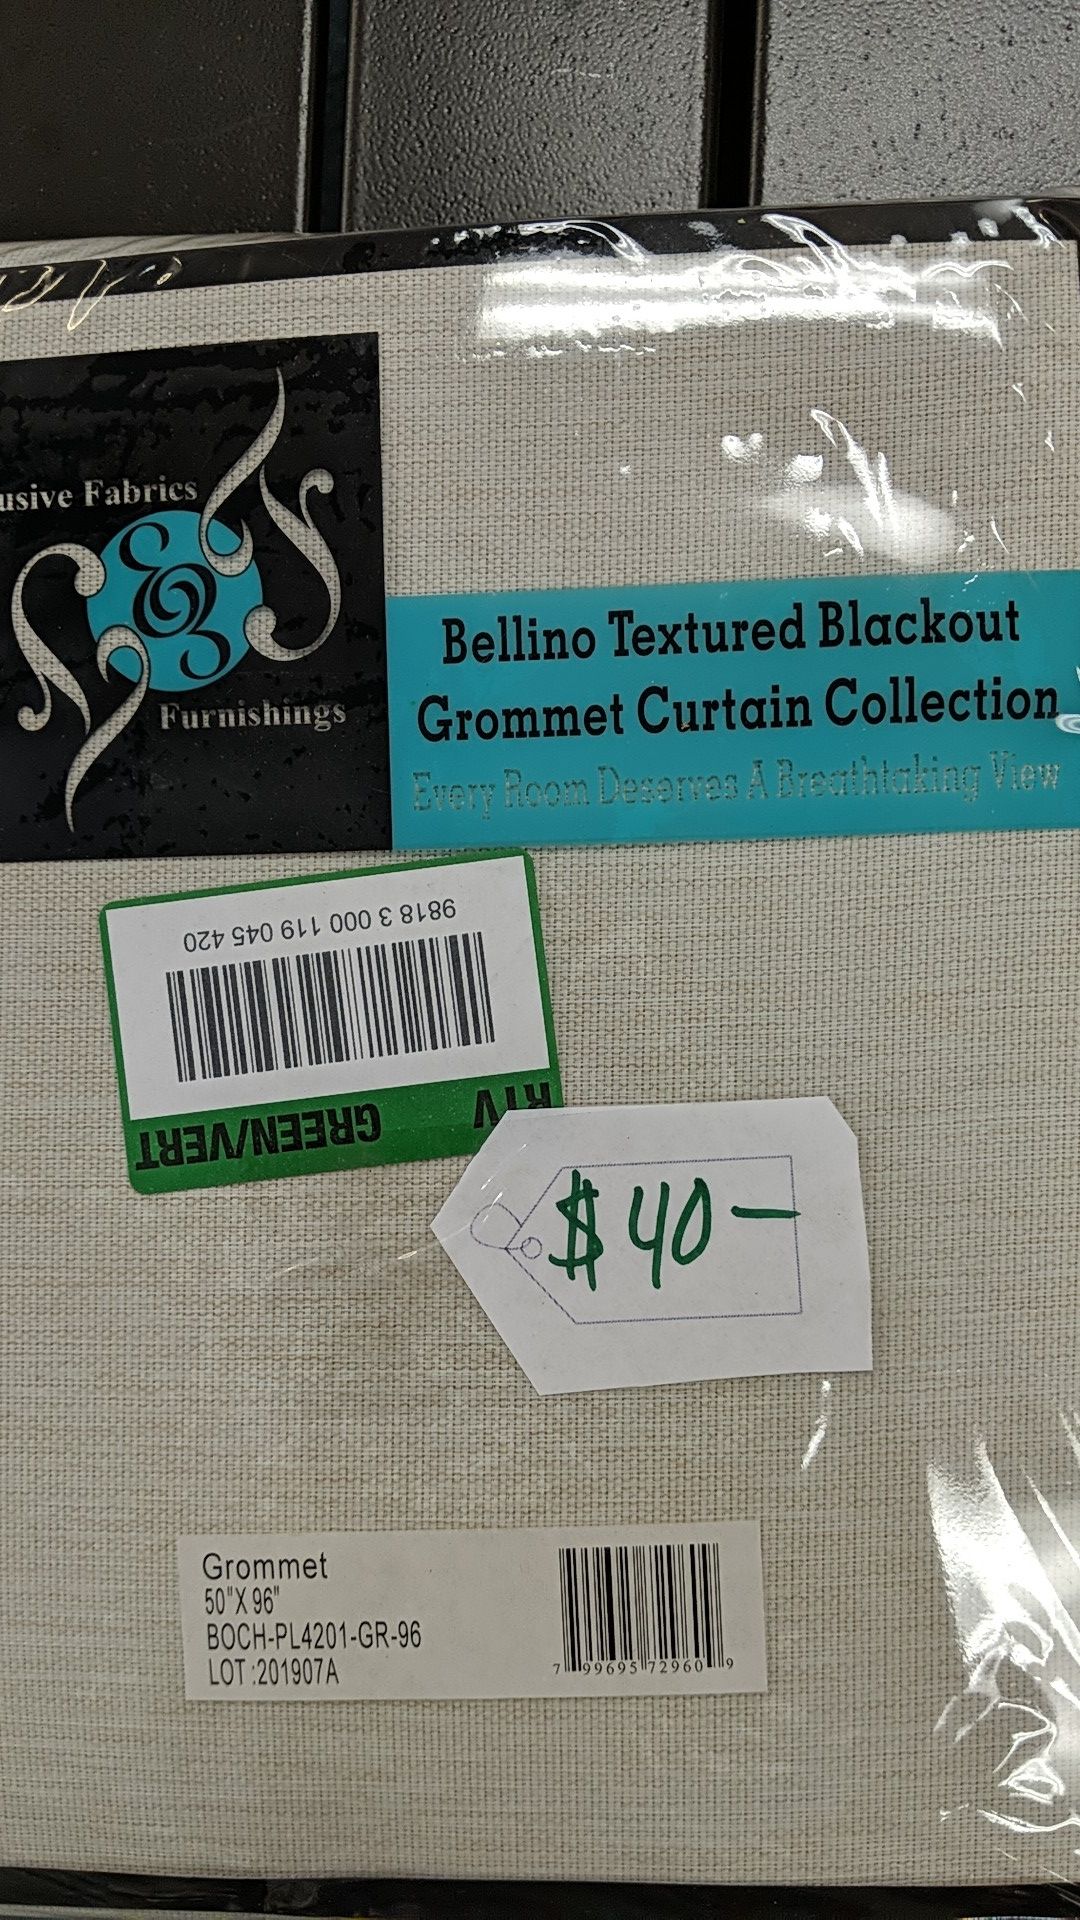 Fabrics
&
Furnishings
Bellino Textured Blackout
Grommet Curtain Collection
Every Room Deserves A Breathtaking View
9818 3 000 119 045 420
RTV
GREEN/VERT
$40-
Grommet
50"X 96"
BOCH-PL4201-GR-96
LOT :201907A
7 99695 72960 9